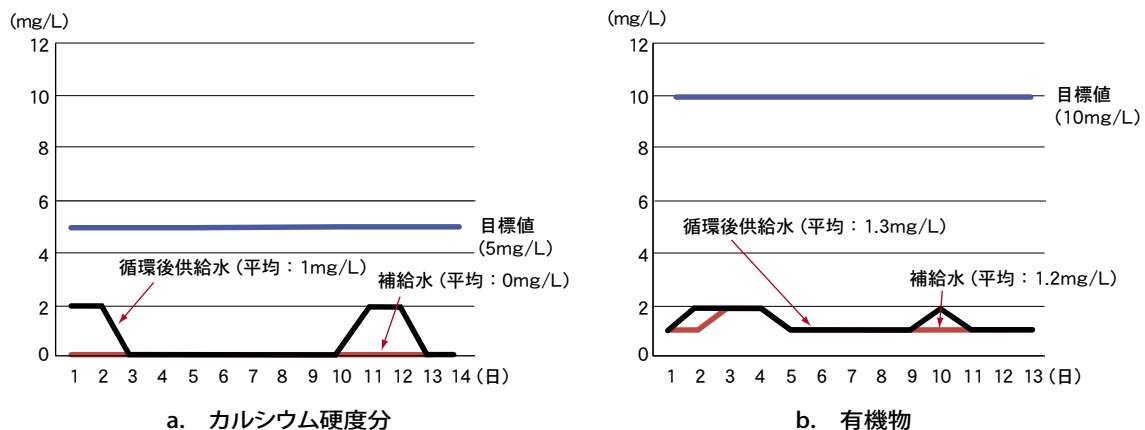 (mg/L)
12
10
8
6
4
2
0
目標値
(5mg/L)
循環後供給水 (平均：1mg/L)
補給水 (平均：0mg/L)
1 2 3 4 5 6 7 8 9 10 11 12 13 14 (日)
a. カルシウム硬度分
(mg/L)
12
10
8
6
4
2
0
目標値
(10mg/L)
循環後供給水 (平均：1.3mg/L)
補給水 (平均：1.2mg/L)
1 2 3 4 5 6 7 8 9 10 11 12 13 (日)
b. 有機物